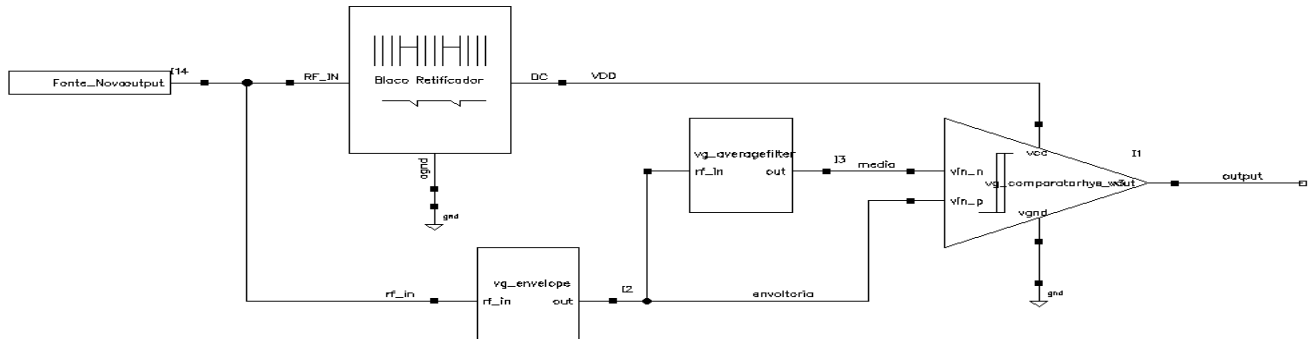 I14
Fonte_Novaoutput
RF_IN
Bloco Retificador
DC
VDD
agnd
gnd
vg_averagefilter
rf_in
out
I3
media
vin_n
vin_p
vcc
vgnd
I1
output
gnd
vg_envelope
rf_in
rf_in
out
I2
envoltoria